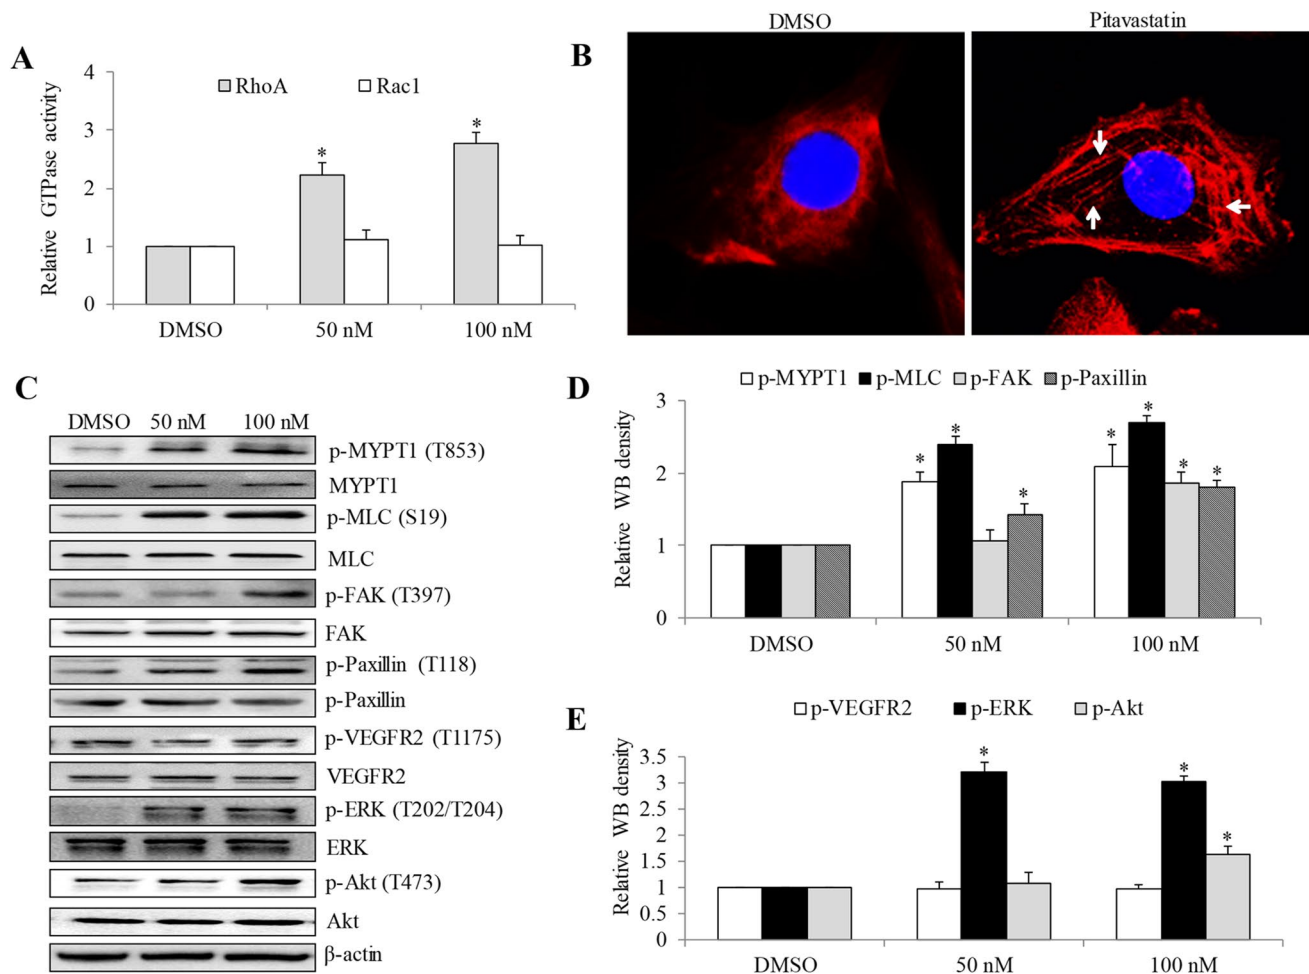 A
Relative GTPase activity
4
3
2
1
0
RhoA
Rac1
*
*
DMSO
50 nM
100 nM
B
DMSO
Pitavastatin
C
DMSO 50 nM 100 nM
p-MYPT1 (T853)
MYPT1
p-MLC (S19)
MLC
p-FAK (T397)
FAK
p-Paxillin (T118)
p-Paxillin
p-VEGFR2 (T1175)
VEGFR2
p-ERK (T202/T204)
ERK
p-Akt (T473)
Akt
β-actin
D
p-MYPT1 p-MLC p-FAK p-Paxillin
Relative WB density
3
2
1
0
*
*
*
*
*
*
*
DMSO
50 nM
100 nM
E
p-VEGFR2 p-ERK p-Akt
Relative WB density
3.5
3
2.5
2
1.5
1
0.5
0
*
*
*
DMSO
50 nM
100 nM